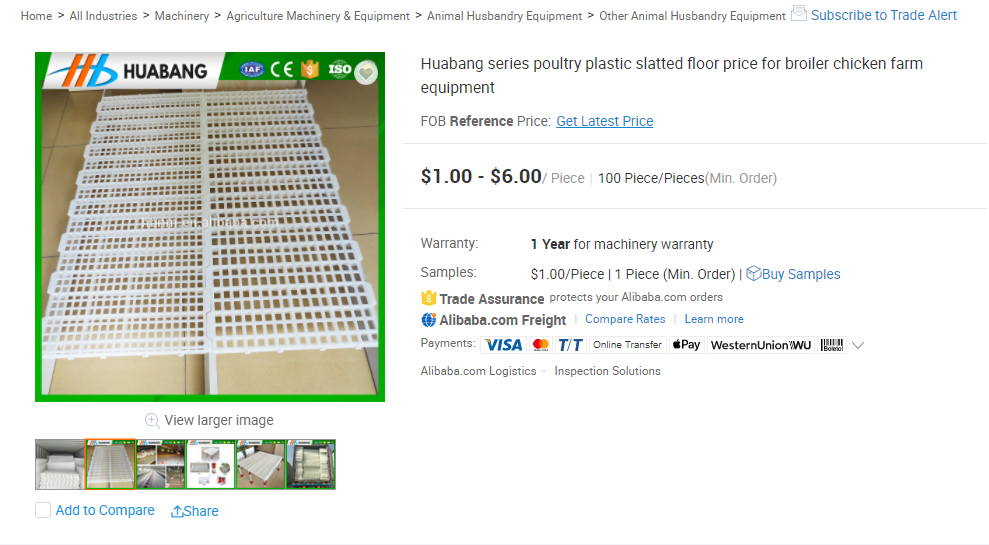 Home > All Industries > Machinery > Agriculture Machinery & Equipment > Animal Husbandry Equipment > Other Animal Husbandry Equipment Subscribe to Trade Alert
HUABANG
IAF CE ISO
Huabang series poultry plastic slatted floor price for broiler chicken farm
equipment
FOB Reference Price: Get Latest Price
$1.00 - $6.00/ Piece | 100 Piece/Pieces(Min. Order)
Warranty: 1 Year for machinery warranty
Samples: $1.00/Piece | 1 Piece (Min. Order) | Buy Samples
Trade Assurance protects your Alibaba.com orders
Alibaba.com Freight | Compare Rates | Learn more
Payments: VISA T/T Online Transfer Pay WesternUnion WU Boleto
Alibaba.com Logistics Inspection Solutions
View larger image
Add to Compare Share